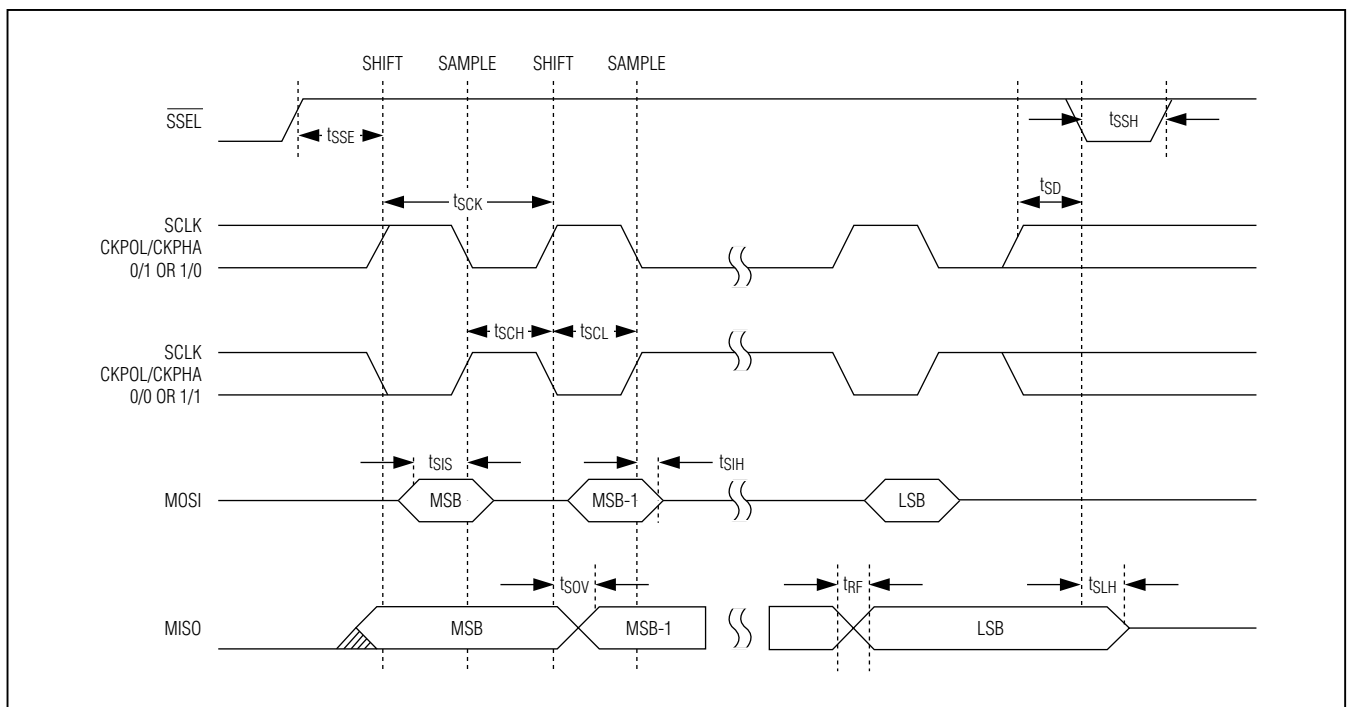 SHIFT SAMPLE SHIFT SAMPLE
SSEL
tSSE
tSSH
tSD
tSCK
SCLK
CKPOL/CKPHA
0/1 OR 1/0
tSCH
tSCL
SCLK
CKPOL/CKPHA
0/0 OR 1/1
tSIS
tSIH
MOSI
MSB
MSB-1
LSB
tSOV
tRF
tSLH
MISO
MSB
MSB-1
LSB